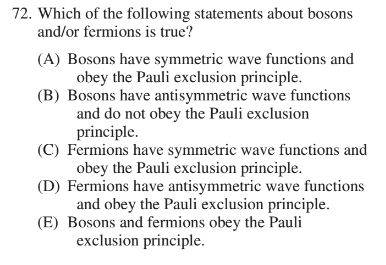 72. Which of the following statements about bosons
and/or fermions is true?
(A) Bosons have symmetric wave functions and
obey the Pauli exclusion principle.
(B) Bosons have antisymmetric wave functions
and do not obey the Pauli exclusion
principle.
(C) Fermions have symmetric wave functions and
obey the Pauli exclusion principle.
(D) Fermions have antisymmetric wave functions
and obey the Pauli exclusion principle.
(E) Bosons and fermions obey the Pauli
exclusion principle.